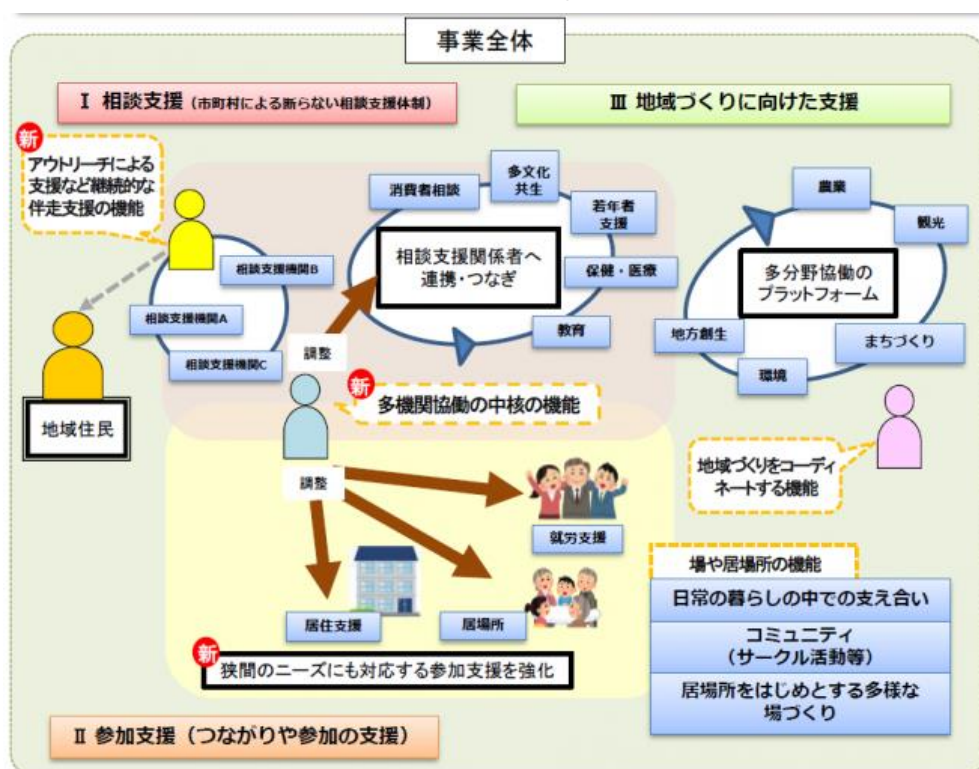 事業全体
Ⅰ 相談支援（市町村による断らない相談支援体制）
Ⅲ 地域づくりに向けた支援
新
アウトリーチによる
支援など継続的な
伴走支援の機能
相談支援機関B
相談支援機関A
相談支援機関C
地域住民
消費者相談
多文化
共生
若年者
支援
保健・医療
教育
相談支援関係者へ
連携・つなぎ
調整
新
多機関協働の中核の機能
農業
観光
まちづくり
環境
地方創生
多分野協働の
プラットフォーム
地域づくりをコーディ
ネートする機能
調整
就労支援
居住支援
居場所
新
狭間のニーズにも対応する参加支援を強化
場や居場所の機能
日常の暮らしの中での支え合い
コミュニティ
（サークル活動等）
居場所をはじめとする多様な
場づくり
Ⅱ 参加支援（つながりや参加の支援）